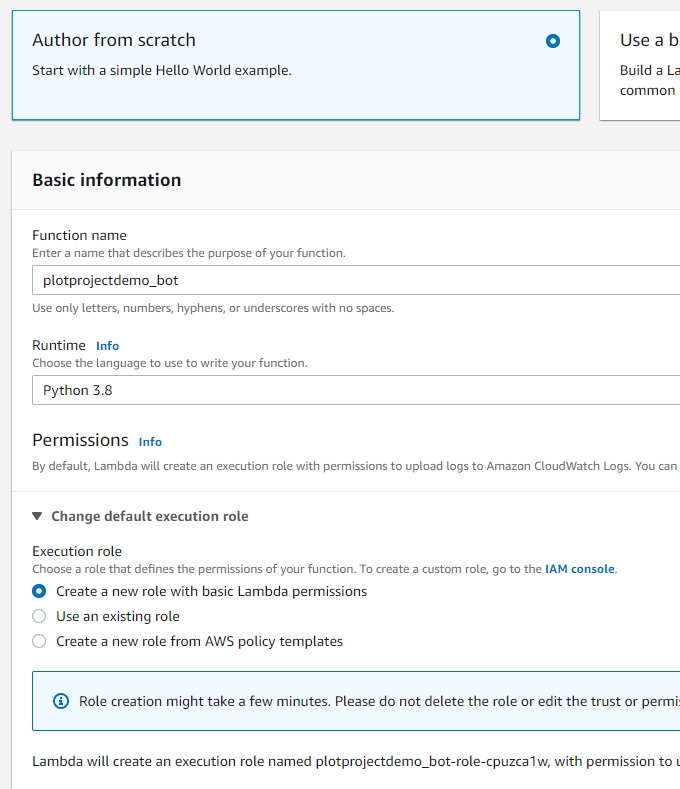 Author from scratch
Start with a simple Hello World example.
Use a b
Build a La
common
Basic information
Function name
Enter a name that describes the purpose of your function.
plotprojectdemo_bot
Use only letters, numbers, hyphens, or underscores with no spaces.
Runtime Info
Choose the language to use to write your function.
Python 3.8
Permissions Info
By default, Lambda will create an execution role with permissions to upload logs to Amazon CloudWatch Logs. You can
Change default execution role
Execution role
Choose a role that defines the permissions of your function. To create a custom role, go to the IAM console.
Create a new role with basic Lambda permissions
Use an existing role
Create a new role from AWS policy templates
Role creation might take a few minutes. Please do not delete the role or edit the trust or permis
Lambda will create an execution role named plotprojectdemo_bot-role-cpuzca1w, with permission to u